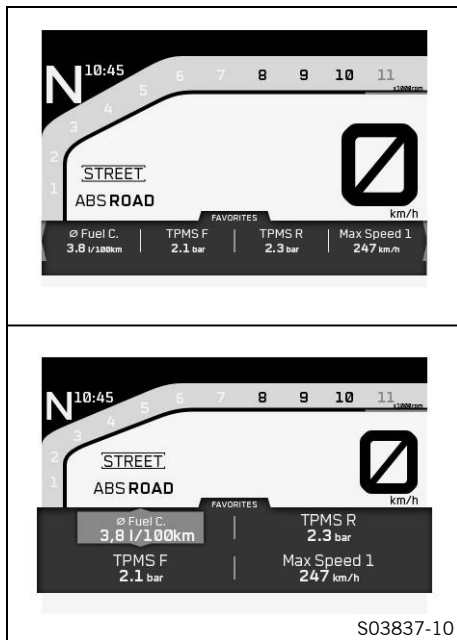 N 10:45
1 2 3 4 5 6 7 8 9 10 11
x1000rpm
STREET
ABS ROAD
0
km/h
FAVORITES
Ø Fuel C. TPMS F TPMS R Max Speed 1
3.8 l/100km 2.1 bar 2.3 bar 247 km/h
N 10:45
1 2 3 4 5 6 7 8 9 10 11
x1000rpm
STREET
ABS ROAD
0
km/h
FAVORITES
Ø Fuel C. TPMS R
3,8 l/100km 2.3 bar
TPMS F Max Speed 1
2.1 bar 247 km/h
S03837-10